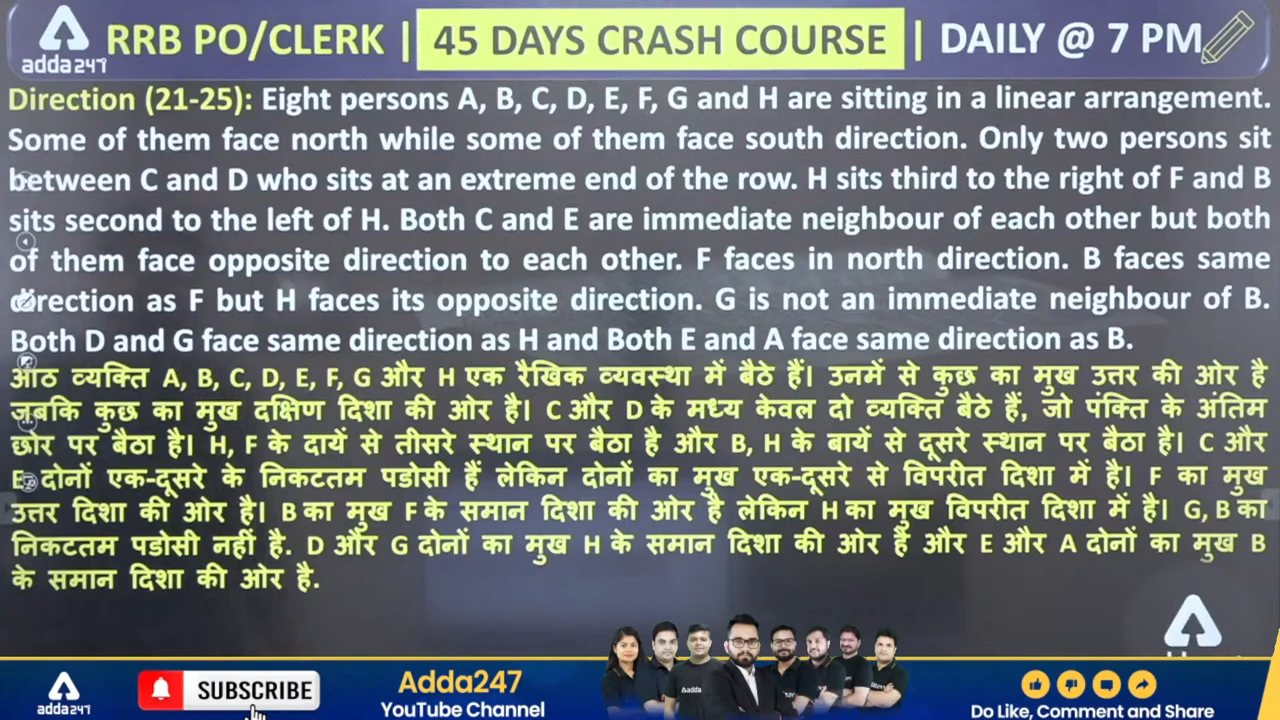 RRB PO/CLERK | 45 DAYS CRASH COURSE | DAILY @ 7 PM
adda247
Direction (21-25): Eight persons A, B, C, D, E, F, G and H are sitting in a linear arrangement.
Some of them face north while some of them face south direction. Only two persons sit
between C and D who sits at an extreme end of the row. H sits third to the right of F and B
sits second to the left of H. Both C and E are immediate neighbour of each other but both
of them face opposite direction to each other. F faces in north direction. B faces same
direction as F but H faces its opposite direction. G is not an immediate neighbour of B.
Both D and G face same direction as H and Both E and A face same direction as B.
आठ व्यक्ति A, B, C, D, E, F, G और H एक रैखिक व्यवस्था में बैठे हैं। उनमें से कुछ का मुख उत्तर की ओर है
जबकि कुछ का मुख दक्षिण दिशा की ओर है। C और D के मध्य केवल दो व्यक्ति बैठे हैं, जो पंक्ति के अंतिम
छोर पर बैठा है। H, F के दायें से तीसरे स्थान पर बैठा है और B, H के बायें से दूसरे स्थान पर बैठा है। C और
E दोनों एक-दूसरे के निकटतम पडोसी हैं लेकिन दोनों का मुख एक-दूसरे से विपरीत दिशा में है। F का मुख
उत्तर दिशा की ओर है। B का मुख F के समान दिशा की ओर है लेकिन H का मुख विपरीत दिशा में है। G, B का
निकटतम पडोसी नहीं है. D और G दोनों का मुख H के समान दिशा की ओर है और E और A दोनों का मुख B
के समान दिशा की ओर है.
adda247
SUBSCRIBE
Adda247
YouTube Channel
Do Like, Comment and Share